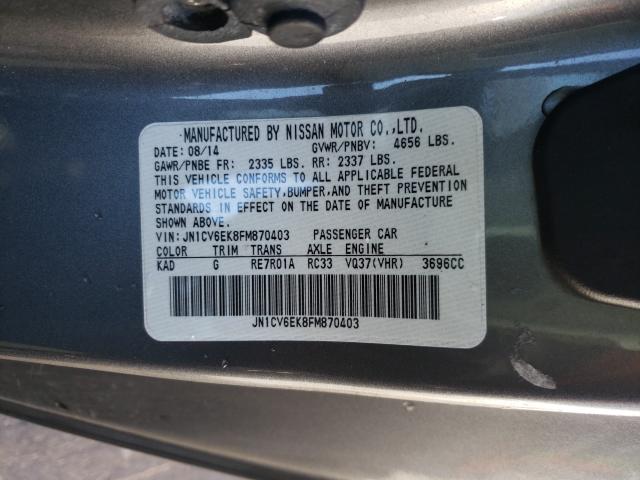 MANUFACTURED BY NISSAN MOTOR CO.,LTD.
DATE: 08/14 GVWR/PNBV: 4656 LBS.
GAWR/PNBE FR: 2335 LBS. RR: 2337 LBS.
THIS VEHICLE CONFORMS TO ALL APPLICABLE FEDERAL
MOTOR VEHICLE SAFETY,BUMPER,AND THEFT PREVENTION
STANDARDS IN EFFECT ON THE DATE OF MANUFACTURE
SHOWN ABOVE.
VIN:JN1CV6EK8FM870403 PASSENGER CAR
COLOR TRIM TRANS AXLE ENGINE
KAD G RE7R01A RC33 VQ37(VHR) 3696CC
JN1CV6EK8FM870403